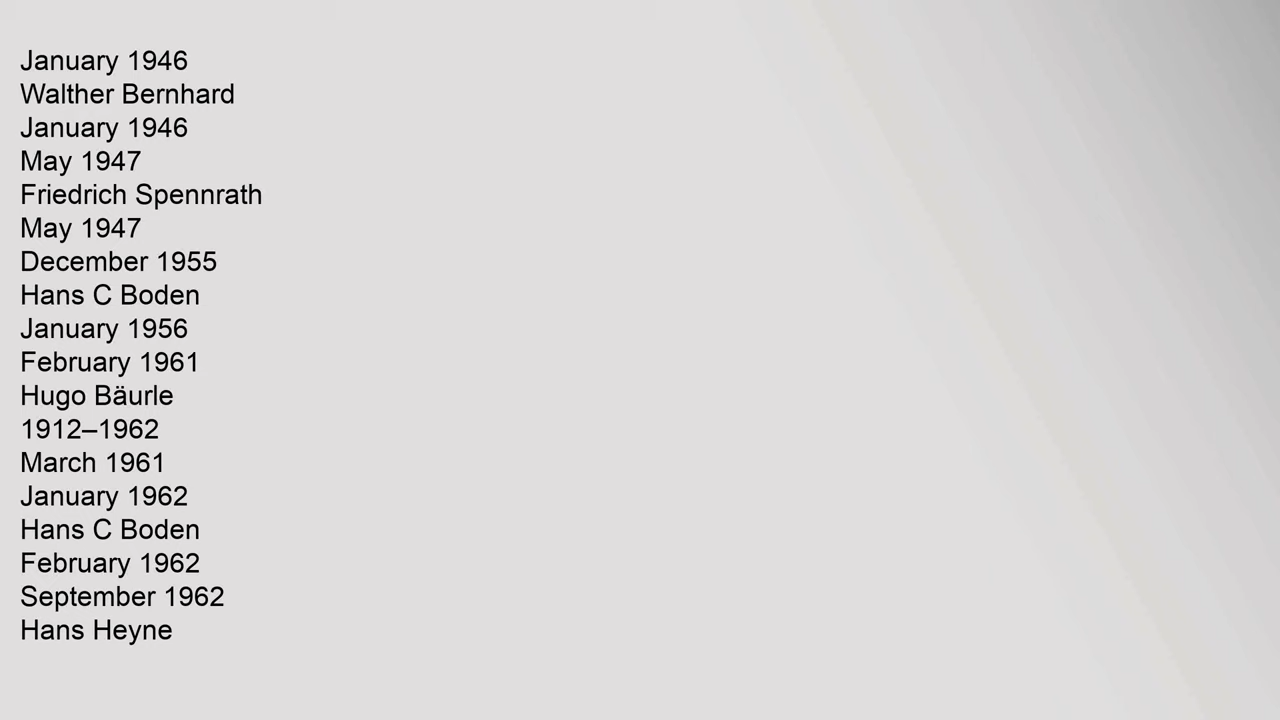 January 1946
Walther Bernhard
January 1946
May 1947
Friedrich Spennrath
May 1947
December 1955
Hans C Boden
January 1956
February 1961
Hugo Bäurle
1912–1962
March 1961
January 1962
Hans C Boden
February 1962
September 1962
Hans Heyne